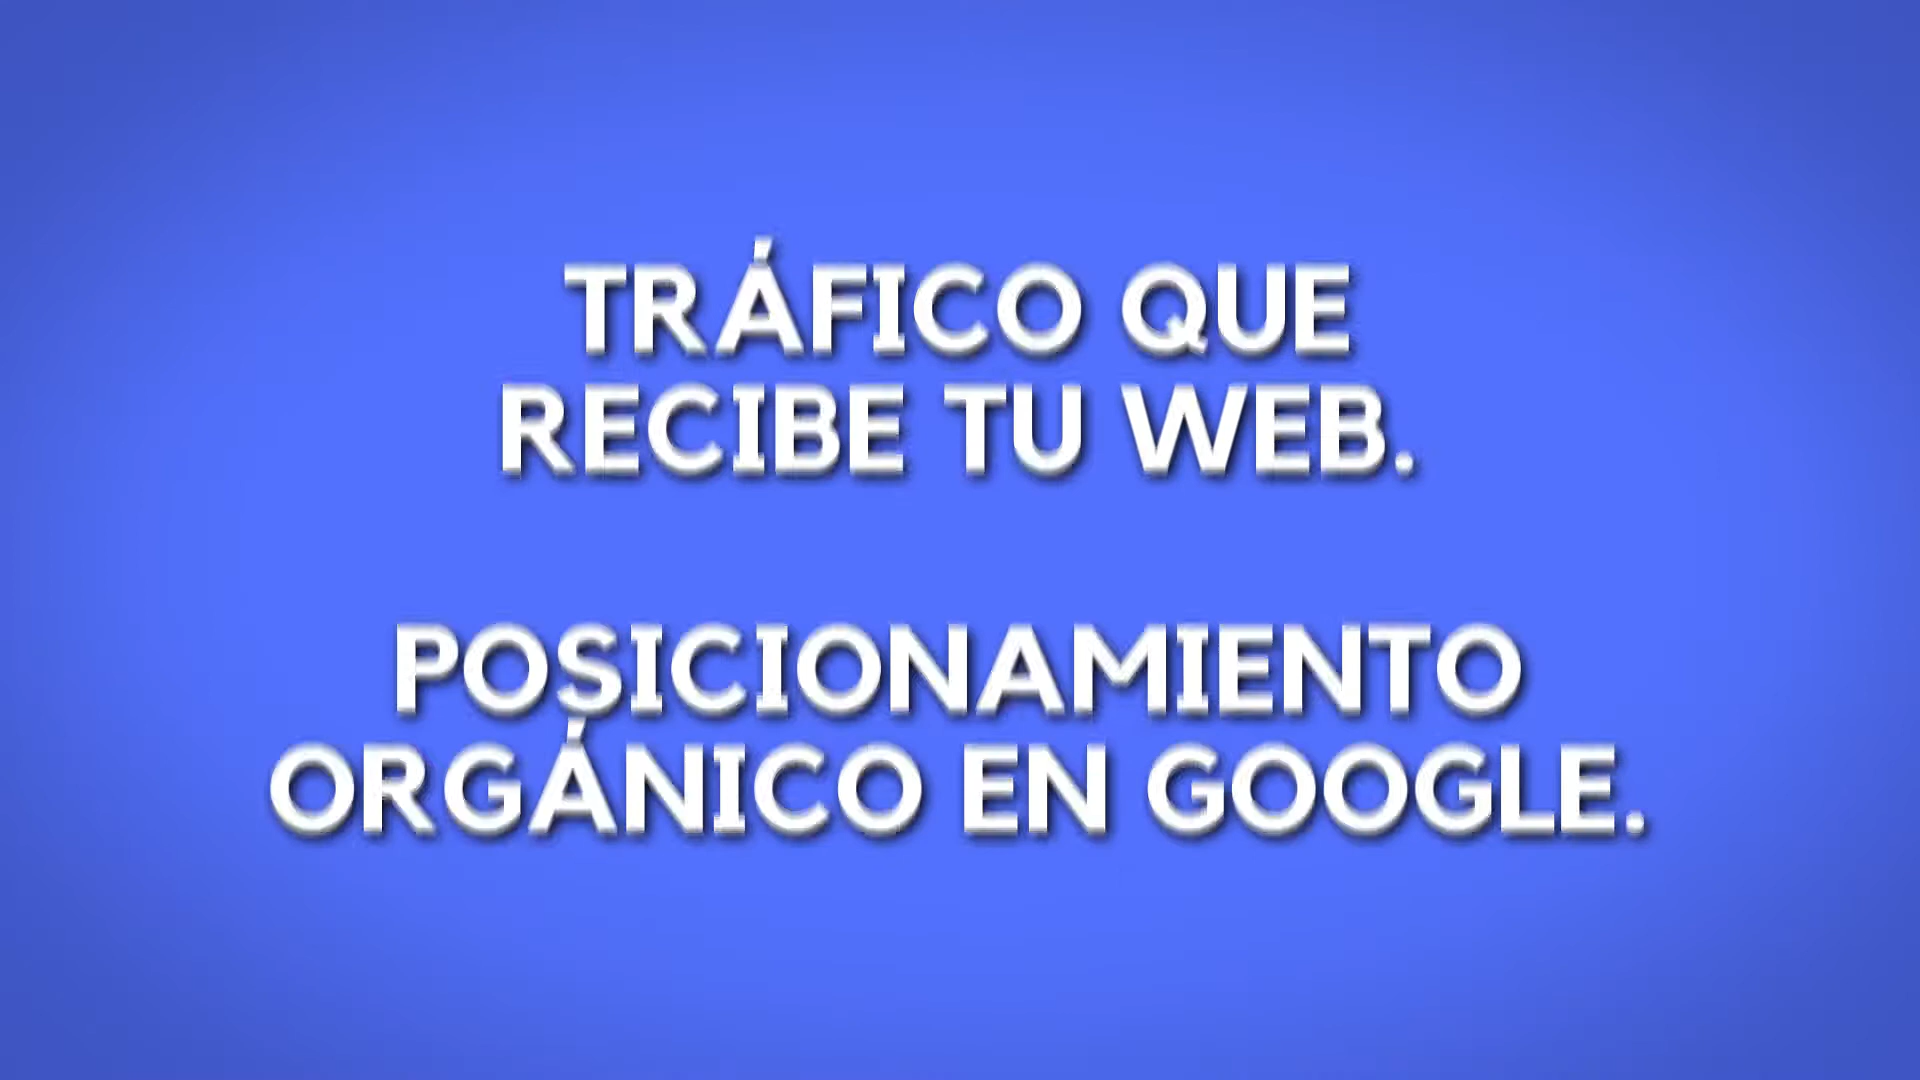 TRÁFICO QUE
RECIBE TU WEB.
POSICIONAMIENTO
ORGÁNICO EN GOOGLE.